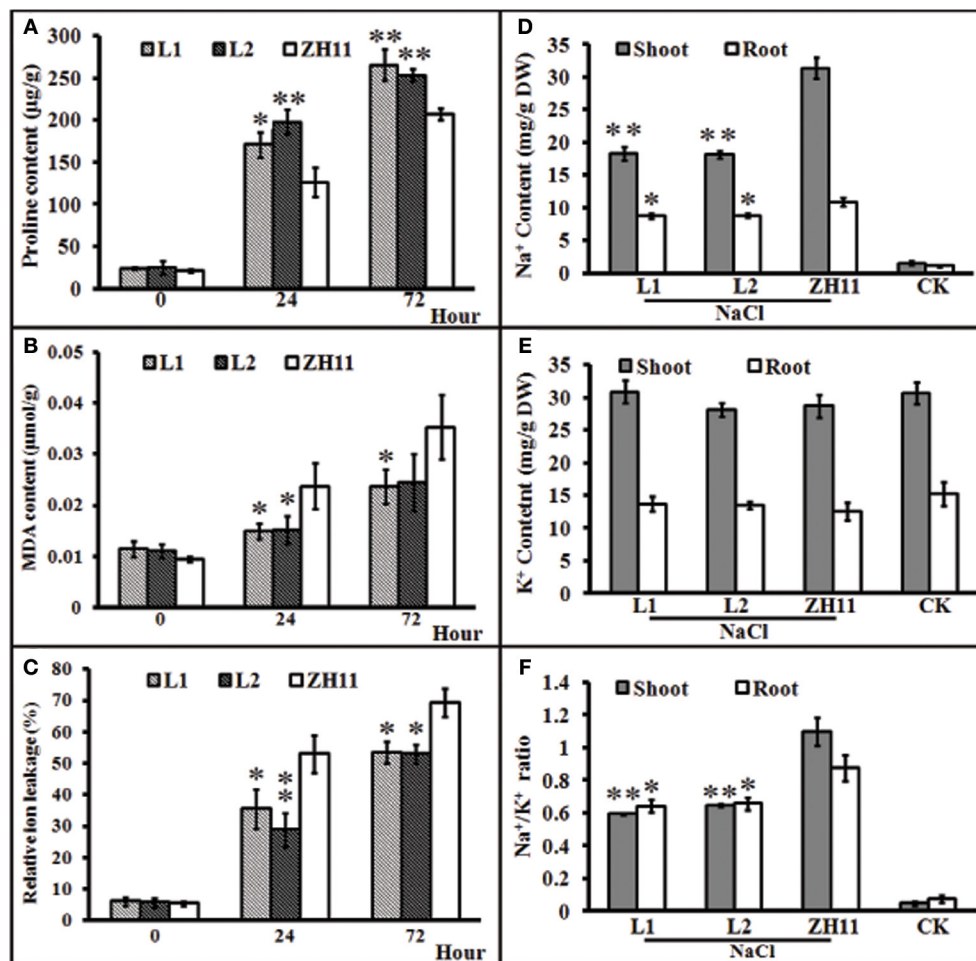 A
Proline content (µg/g)
300
250
200
150
100
50
0
L1 L2 ZH11
* ** ** **
0 24 72
Hour
B
MDA content (µmol/g)
0.05
0.04
0.03
0.02
0.01
0
L1 L2 ZH11
* * *
0 24 72
Hour
C
Relative ion leakage (%)
80
70
60
50
40
30
20
10
0
L1 L2 ZH11
* ** * *
0 24 72
Hour
D
Na⁺ Content (mg/g DW)
35
30
25
20
15
10
5
0
Shoot Root
** * ** *
L1 L2 ZH11 CK
NaCl
E
K⁺ Contetnt (mg/g DW)
35
30
25
20
15
10
5
0
Shoot Root
L1 L2 ZH11 CK
NaCl
F
Na⁺/K⁺ ratio
1.4
1.2
1
0.8
0.6
0.4
0.2
0
Shoot Root
** * ** *
L1 L2 ZH11 CK
NaCl